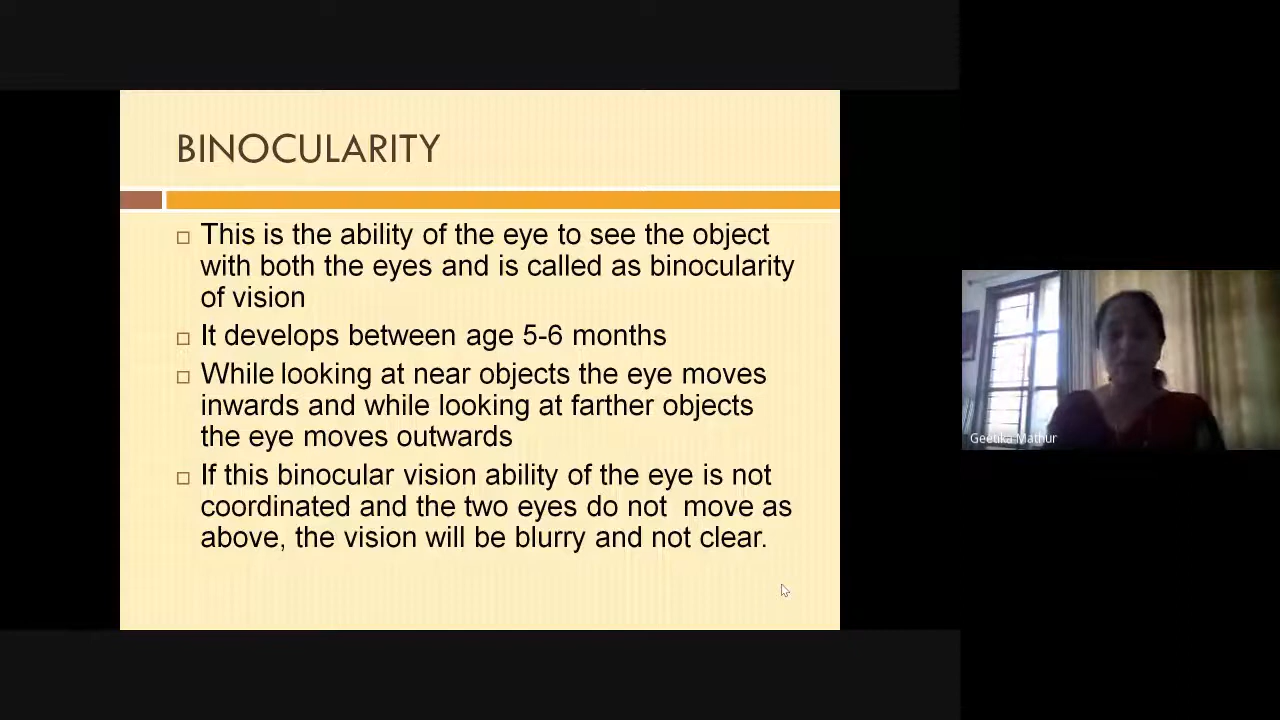 BINOCULARITY
This is the ability of the eye to see the object
with both the eyes and is called as binocularity
of vision
It develops between age 5-6 months
While looking at near objects the eye moves
inwards and while looking at farther objects
the eye moves outwards
If this binocular vision ability of the eye is not
coordinated and the two eyes do not  move as
above, the vision will be blurry and not clear.
Geetika Mathur